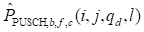 P̂_{PUSCH,b,f,c}(i, j, q_d, l)